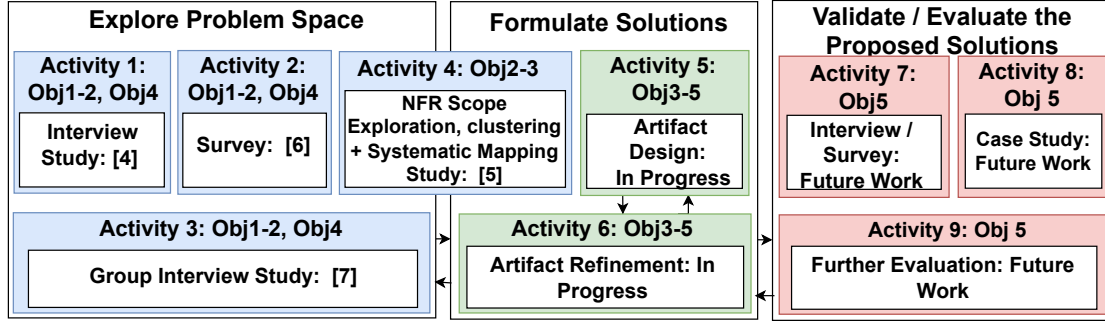 Explore Problem Space
Activity 1:
Obj1-2, Obj4
Interview
Study: [4]
Activity 2:
Obj1-2, Obj4
Survey: [6]
Activity 4: Obj2-3
NFR Scope
Exploration, clustering
+ Systematic Mapping
Study: [5]
Activity 3: Obj1-2, Obj4
Group Interview Study: [7]
Formulate Solutions
Activity 5:
Obj3-5
Artifact
Design:
In Progress
Activity 6: Obj3-5
Artifact Refinement: In
Progress
Validate / Evaluate the
Proposed Solutions
Activity 7:
Obj5
Interview /
Survey:
Future Work
Activity 8:
Obj 5
Case Study:
Future Work
Activity 9: Obj 5
Further Evaluation: Future
Work